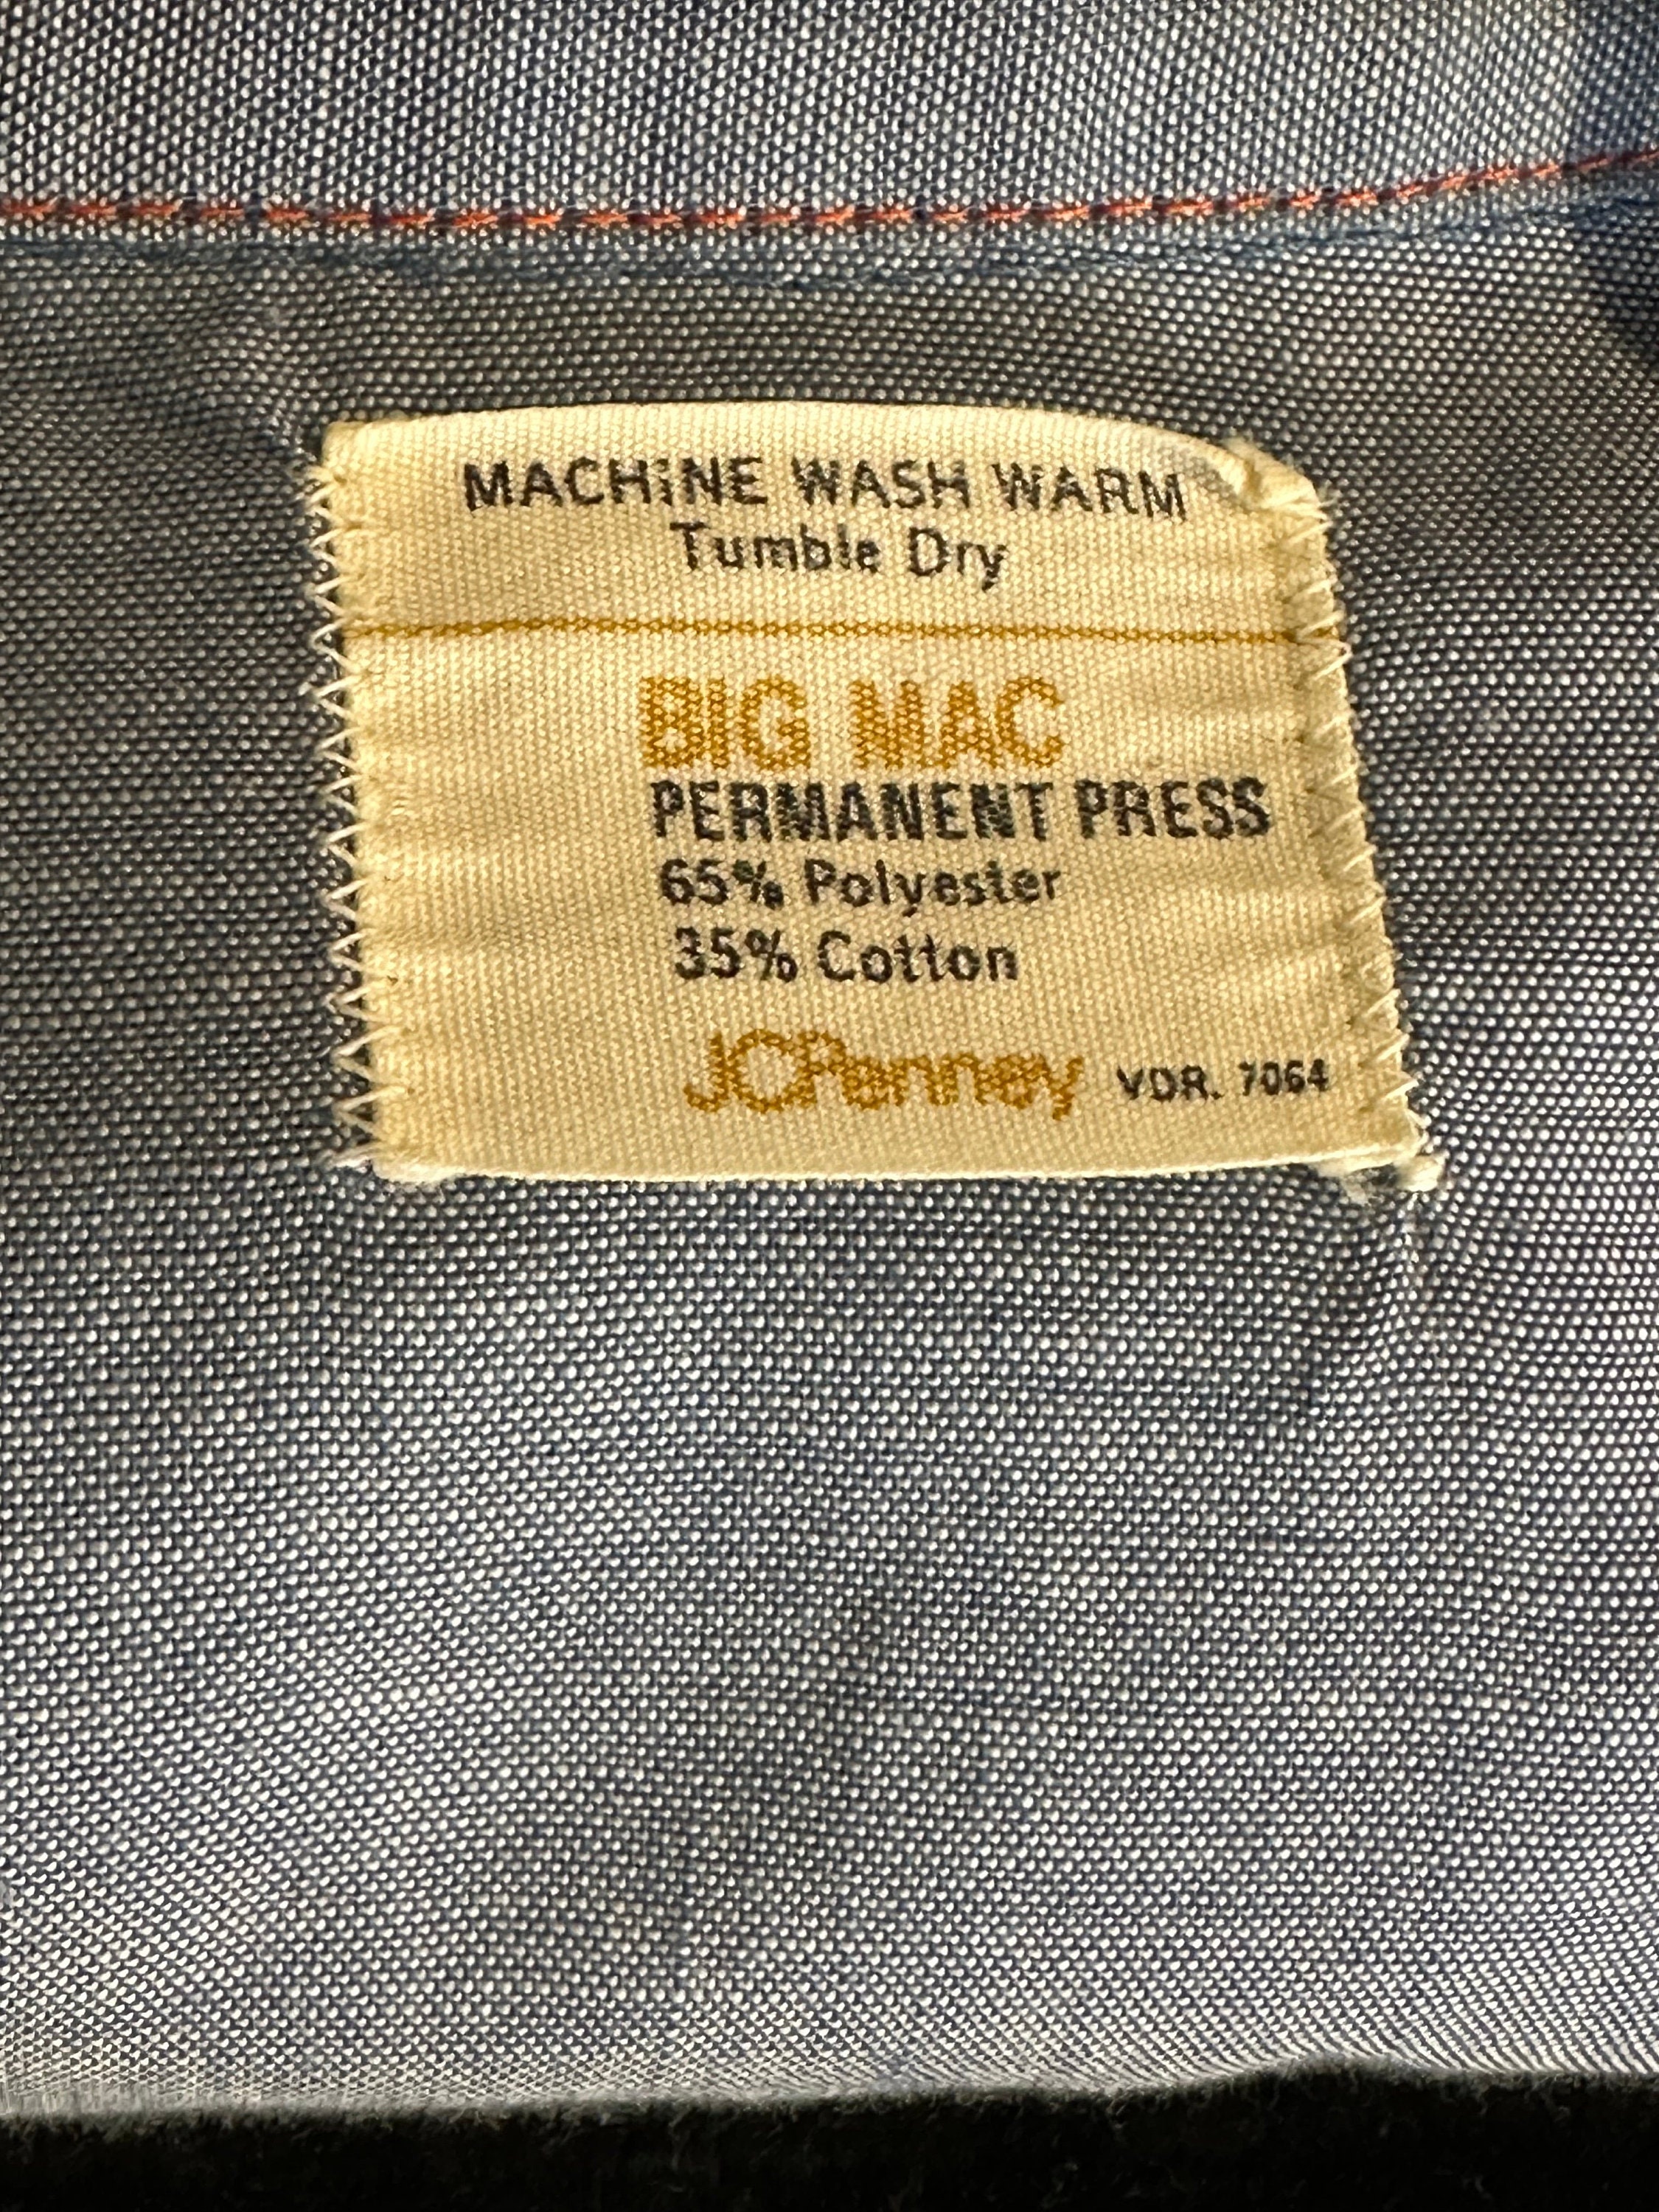 MACHiNE WASH WARM
Tumble Dry
BIG MAC
PERMANENT PRESS
65% Polyester
35% Cotton
JCPenney VDR. 7064